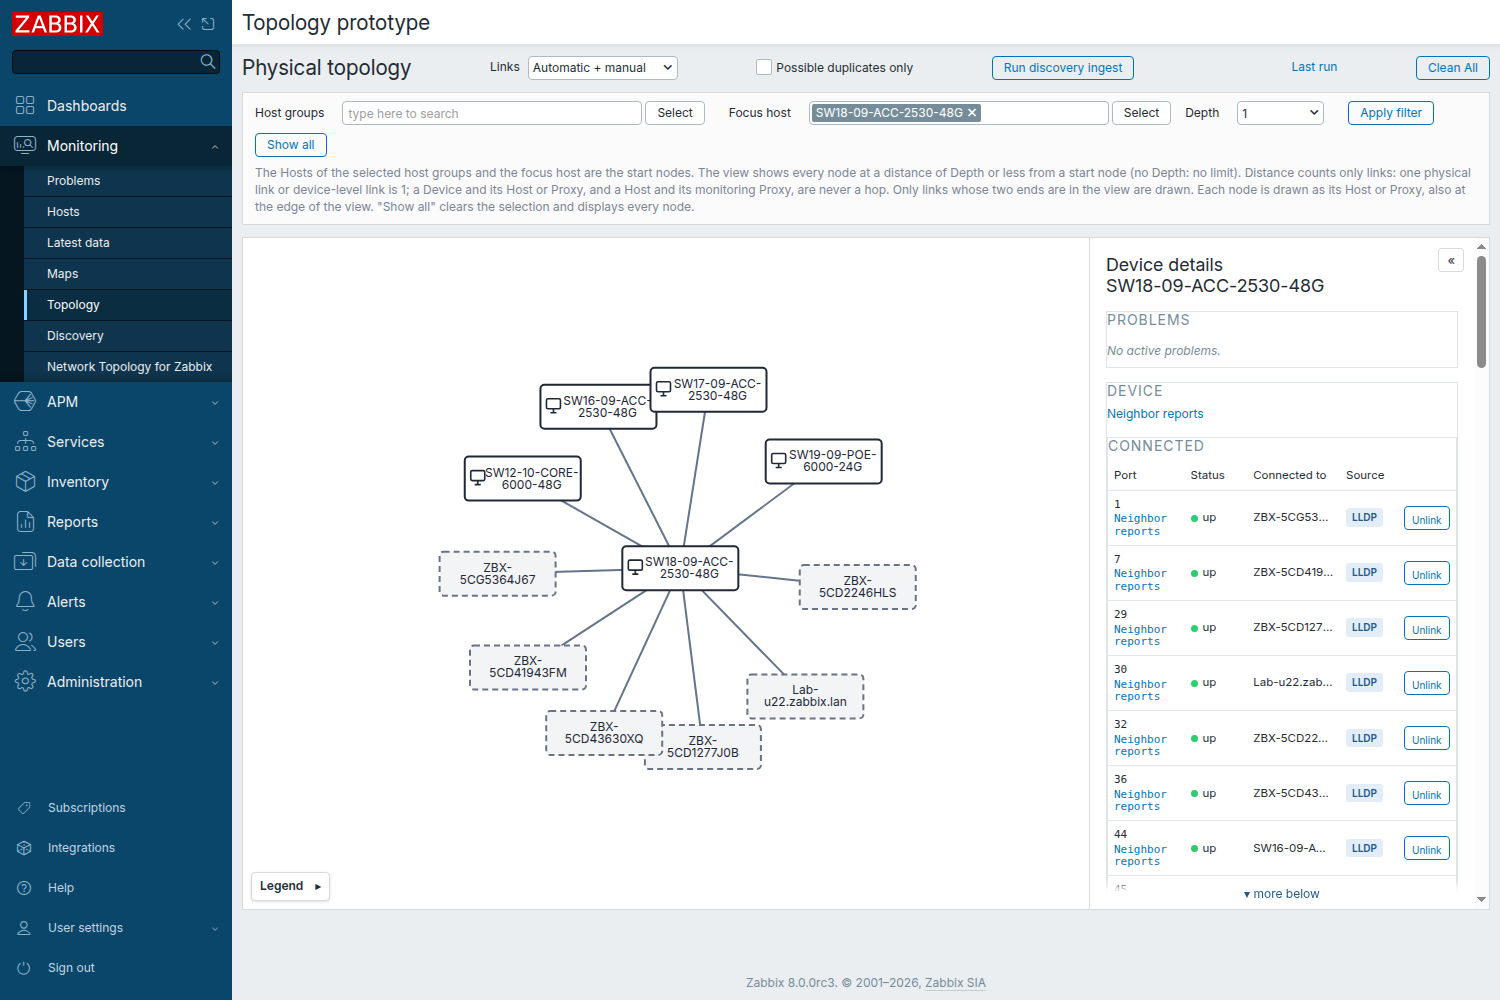 ZABBIX
Dashboards
Monitoring
Problems
Hosts
Latest data
Maps
Topology
Discovery
Network Topology for Zabbix
APM
Services
Inventory
Reports
Data collection
Alerts
Users
Administration
Subscriptions
Integrations
Help
User settings
Sign out
Topology prototype
Physical topology
Links
Automatic + manual
Possible duplicates only
Run discovery ingest
Last run
Clean All
Host groups
type here to search
Select
Focus host
SW18-09-ACC-2530-48G
Select
Depth
1
Apply filter
Show all
The Hosts of the selected host groups and the focus host are the start nodes. The view shows every node at a distance of Depth or less from a start node (no Depth: no limit). Distance counts only links: one physical
link or device-level link is 1; a Device and its Host or Proxy, and a Host and its monitoring Proxy, are never a hop. Only links whose two ends are in the view are drawn. Each node is drawn as its Host or Proxy, also at
the edge of the view. "Show all" clears the selection and displays every node.
SW17-09-ACC-
2530-48G
SW16-09-ACC-
2530-48G
SW19-09-POE-
6000-24G
SW12-10-CORE-
6000-48G
SW18-09-ACC-
2530-48G
ZBX-
5CG5364J67
ZBX-
5CD2246HLS
ZBX-
5CD41943FM
Lab-
u22.zabbix.lan
ZBX-
5CD43630XQ
ZBX-
5CD1277J0B
Legend ▸
Device details
SW18-09-ACC-2530-48G
«
PROBLEMS
No active problems.
DEVICE
Neighbor reports
CONNECTED
Port Status Connected to Source
1
Neighbor
reports
up ZBX-5CG53... LLDP Unlink
7
Neighbor
reports
up ZBX-5CD419... LLDP Unlink
29
Neighbor
reports
up ZBX-5CD127... LLDP Unlink
30
Neighbor
reports
up Lab-u22.zab... LLDP Unlink
32
Neighbor
reports
up ZBX-5CD22... LLDP Unlink
36
Neighbor
reports
up ZBX-5CD43... LLDP Unlink
44
Neighbor
reports
up SW16-09-A... LLDP Unlink
45
▾ more below
Zabbix 8.0.0rc3. © 2001–2026, Zabbix SIA